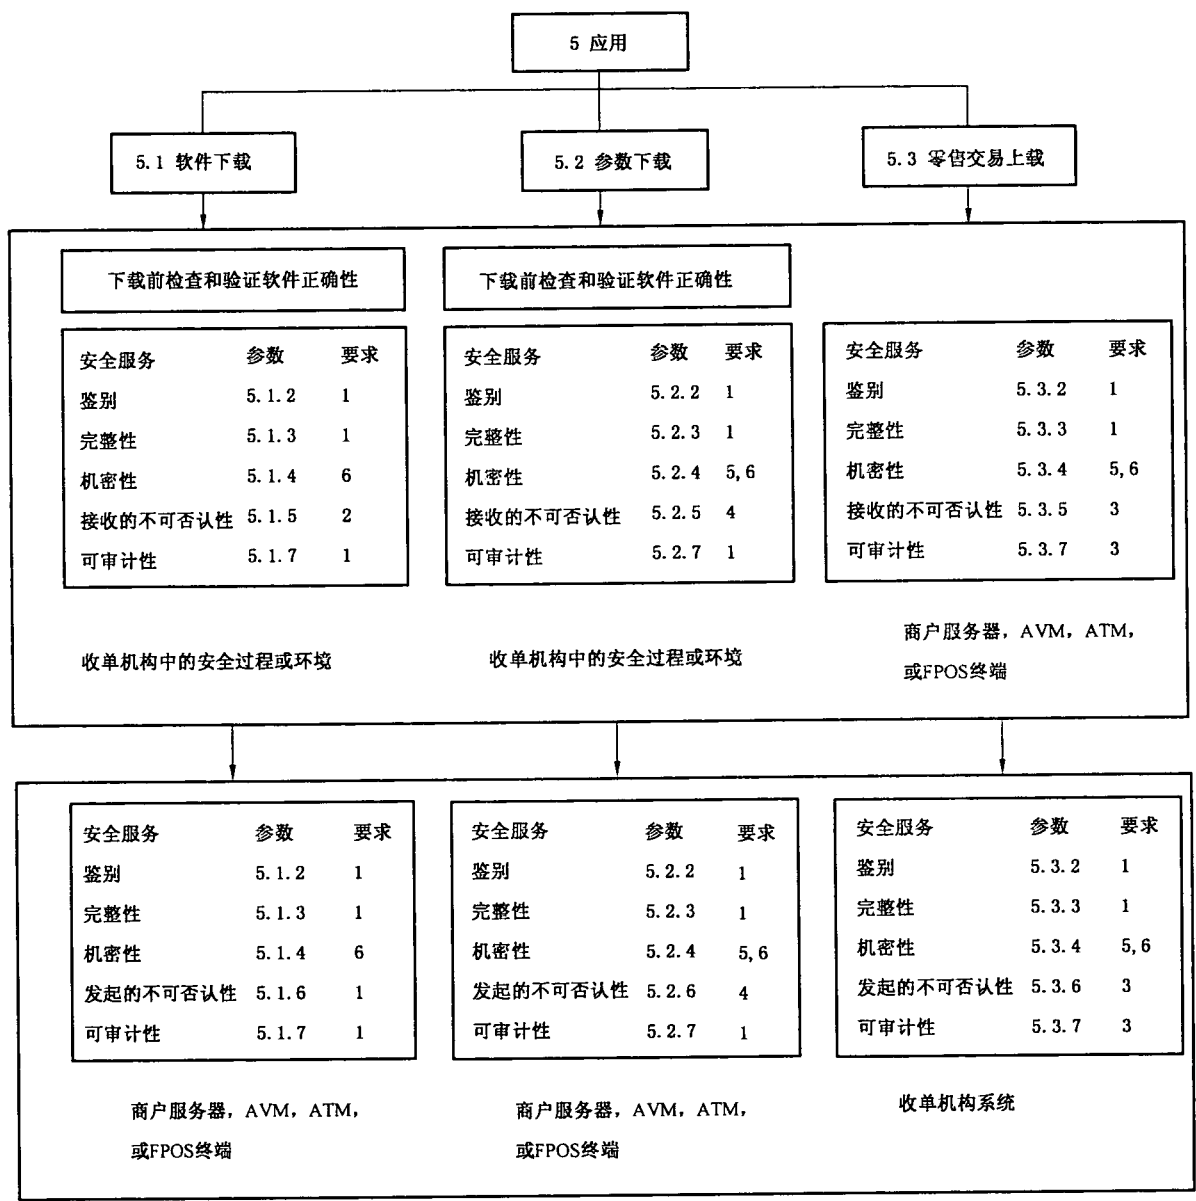 5 应用
5.1 软件下载
5.2 参数下载
5.3 零售交易上载
下载前检查和验证软件正确性
下载前检查和验证软件正确性
安全服务 参数 要求
鉴别 5.1.2 1
完整性 5.1.3 1
机密性 5.1.4 6
接收的不可否认性 5.1.5 2
可审计性 5.1.7 1
收单机构中的安全过程或环境
安全服务 参数 要求
鉴别 5.2.2 1
完整性 5.2.3 1
机密性 5.2.4 5,6
接收的不可否认性 5.2.5 4
可审计性 5.2.7 1
收单机构中的安全过程或环境
安全服务 参数 要求
鉴别 5.3.2 1
完整性 5.3.3 1
机密性 5.3.4 5,6
接收的不可否认性 5.3.5 3
可审计性 5.3.7 3
商户服务器，AVM，ATM，
或FPOS终端
安全服务 参数 要求
鉴别 5.1.2 1
完整性 5.1.3 1
机密性 5.1.4 6
发起的不可否认性 5.1.6 1
可审计性 5.1.7 1
商户服务器，AVM，ATM，
或FPOS终端
安全服务 参数 要求
鉴别 5.2.2 1
完整性 5.2.3 1
机密性 5.2.4 5,6
发起的不可否认性 5.2.6 4
可审计性 5.2.7 1
商户服务器，AVM，ATM，
或FPOS终端
安全服务 参数 要求
鉴别 5.3.2 1
完整性 5.3.3 1
机密性 5.3.4 5,6
发起的不可否认性 5.3.6 3
可审计性 5.3.7 3
收单机构系统